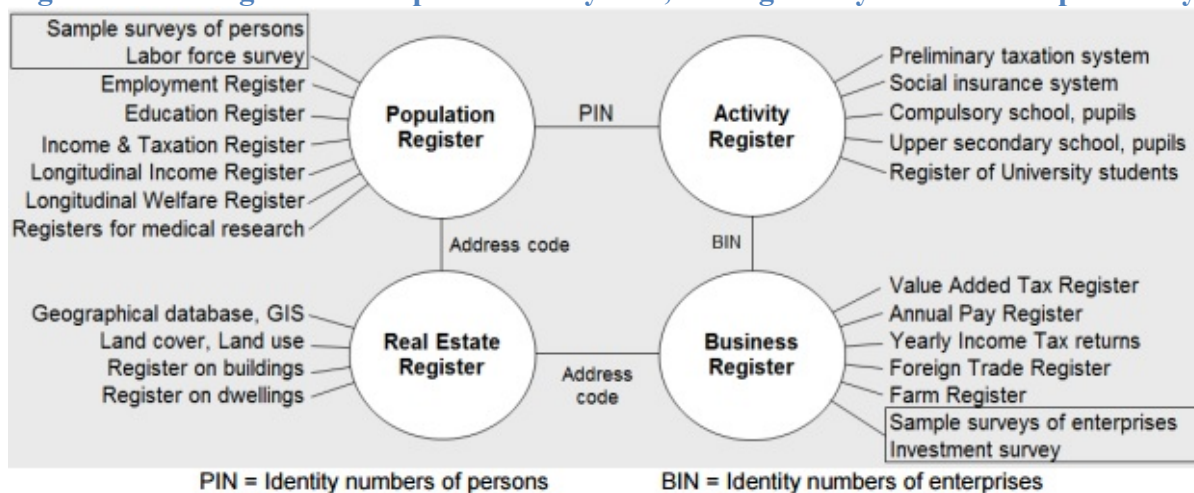 Sample surveys of persons
Labor force survey
Employment Register
Education Register
Income & Taxation Register
Longitudinal Income Register
Longitudinal Welfare Register
Registers for medical research
Population
Register
PIN
Activity
Register
Preliminary taxation system
Social insurance system
Compulsory school, pupils
Upper secondary school, pupils
Register of University students
Address code
BIN
Geographical database, GIS
Land cover, Land use
Register on buildings
Register on dwellings
Real Estate
Register
Address
code
Business
Register
Value Added Tax Register
Annual Pay Register
Yearly Income Tax returns
Foreign Trade Register
Farm Register
Sample surveys of enterprises
Investment survey
PIN = Identity numbers of persons
BIN = Identity numbers of enterprises